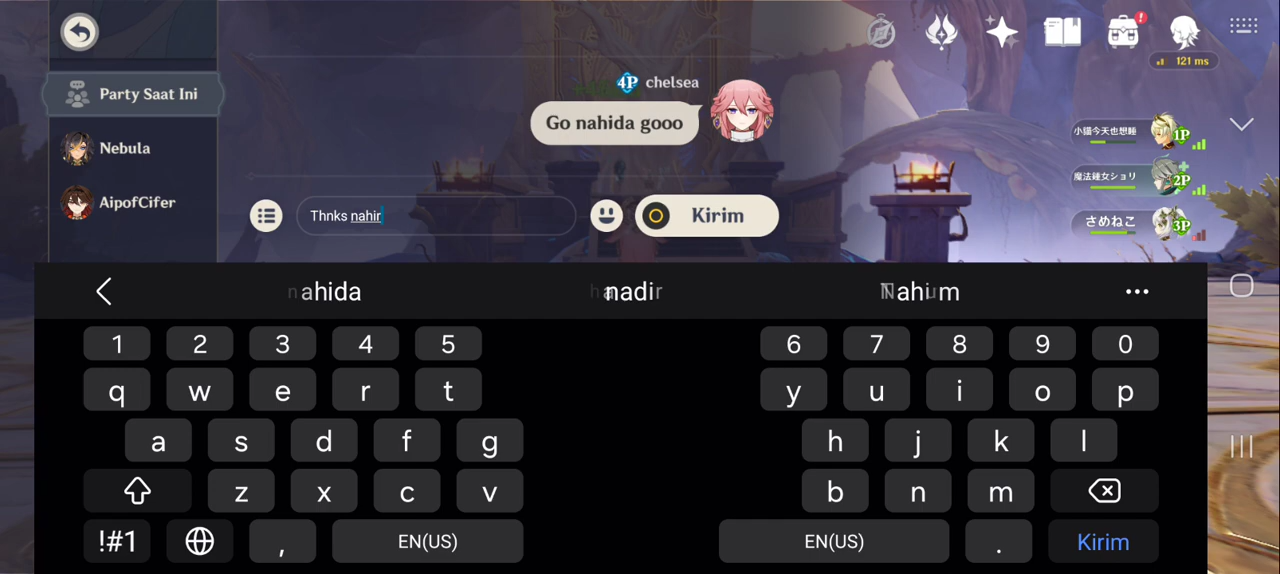 121 ms
Party Saat Ini
4P chelsea
Go nahida gooo
小猫今天也想睡 1P
Nebula
魔法錘女ショリ 2P
AipofCifer
さめねこ 3P
Thnks nahir
Kirim
nahida
nadir
Nahum
1 2 3 4 5 6 7 8 9 0
q w e r t y u i o p
a s d f g h j k l
z x c v b n m
!#1 , EN(US) EN(US) . Kirim